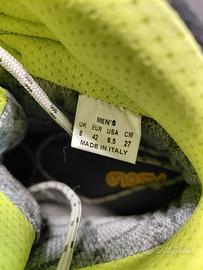 MEN'S
UK EUR USA CM
8 42 8.5 27
MADE IN ITALY